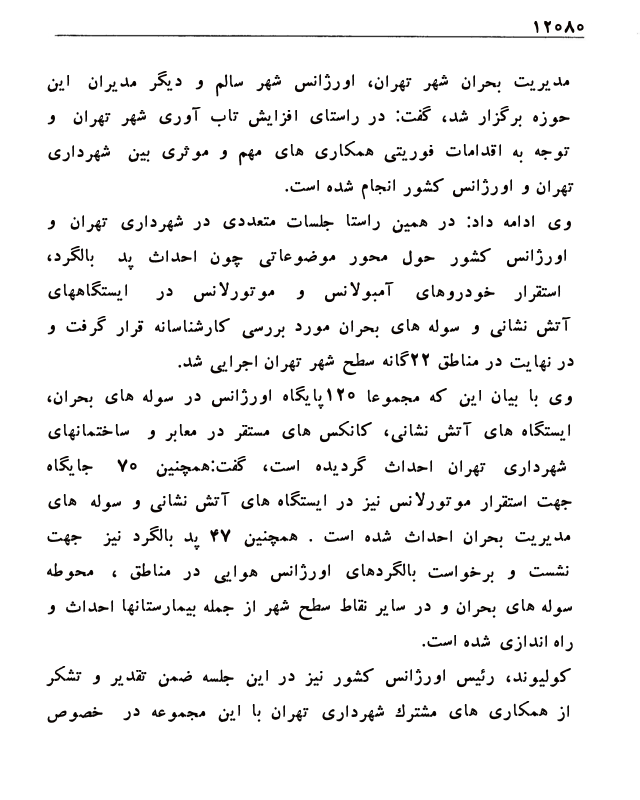 ۱۲۰۸۰
مدیریت بحران شهر تهران، اورژانس شهر سالم و دیگر مدیران این
حوزه برگزار شد، گفت: در راستای افزایش تاب آوری شهر تهران و
توجه به اقدامات فوریتی همکاری های مهم و موثری بین شهرداری
تهران و اورژانس کشور انجام شده است.
وی ادامه داد: در همین راستا جلسات متعددی در شهرداری تهران و
اورژانس کشور حول محور موضوعاتی چون احداث پد بالگرد،
استقرار خودروهای آمبولانس و موتورلانس در ایستگاههای
آتش نشانی و سوله های بحران مورد بررسی کارشناسانه قرار گرفت و
در نهایت در مناطق ۲۲گانه سطح شهر تهران اجرایی شد.
وی با بیان این که مجموعا ۱۲۰پایگاه اورژانس در سوله های بحران،
ایستگاه های آتش نشانی، کانکس های مستقر در معابر و ساختمانهای
شهرداری تهران احداث گردیده است، گفت:همچنین ۷۰ جایگاه
جهت استقرار موتورلانس نیز در ایستگاه های آتش نشانی و سوله های
مدیریت بحران احداث شده است . همچنین ۴۷ پد بالگرد نیز جهت
نشست و برخواست بالگردهای اورژانس هوایی در مناطق ، محوطه
سوله های بحران و در سایر نقاط سطح شهر از جمله بیمارستانها احداث و
راه اندازی شده است.
کولیوند، رئیس اورژانس کشور نیز در این جلسه ضمن تقدیر و تشکر
از همکاری های مشترك شهرداری تهران با این مجموعه در خصوص